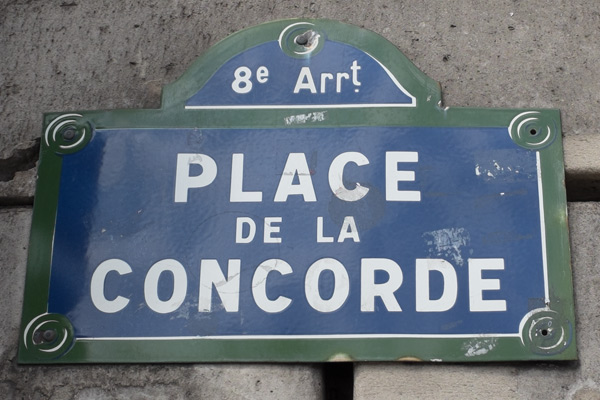 8e Arrt.
PLACE
DE LA
CONCORDE